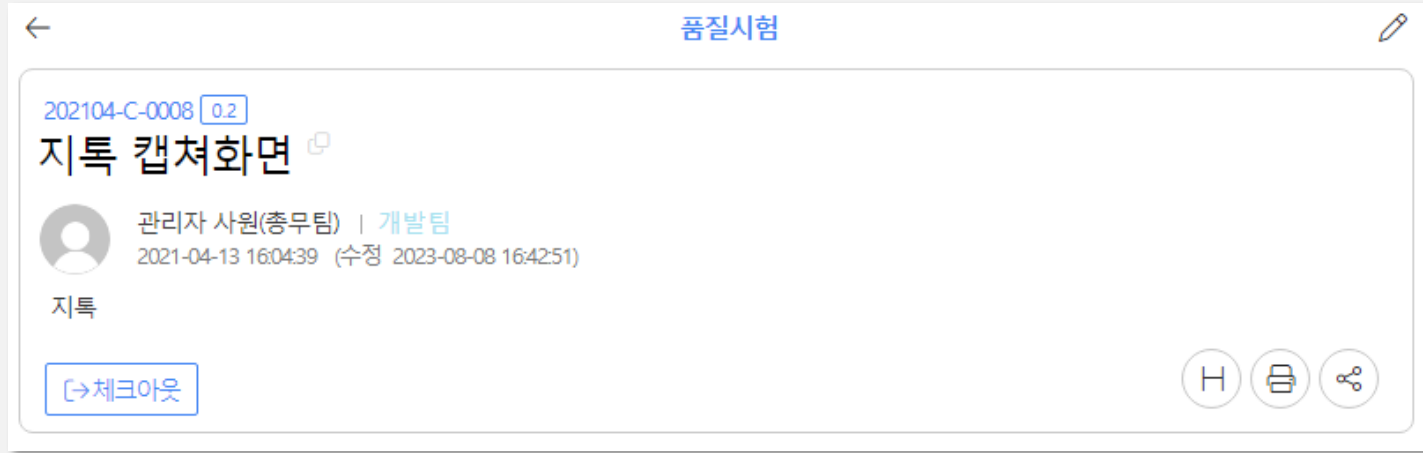 품질시험
202104-C-0008 0.2
지톡 캡쳐화면
관리자 사원(총무팀) | 개발팀
2021-04-13 16:04:39 (수정 2023-08-08 16:42:51)
지톡
체크아웃
H